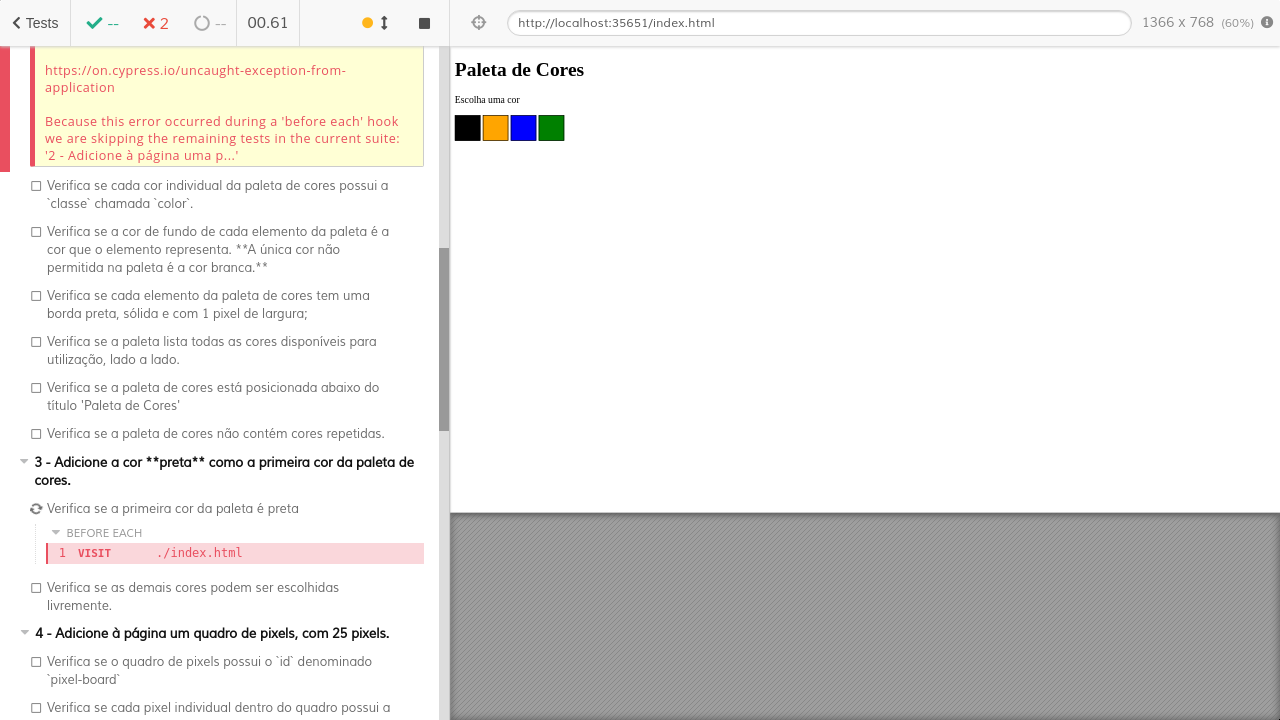 Tests
--
2
--
00.61
http://localhost:35651/index.html
1366 x 768 (60%)
https://on.cypress.io/uncaught-exception-from-
application
Because this error occurred during a 'before each' hook
we are skipping the remaining tests in the current suite:
'2 - Adicione à página uma p...'
Verifica se cada cor individual da paleta de cores possui a
`classe` chamada `color`.
Verifica se a cor de fundo de cada elemento da paleta é a
cor que o elemento representa. **A única cor não
permitida na paleta é a cor branca.**
Verifica se cada elemento da paleta de cores tem uma
borda preta, sólida e com 1 pixel de largura;
Verifica se a paleta lista todas as cores disponíveis para
utilização, lado a lado.
Verifica se a paleta de cores está posicionada abaixo do
título 'Paleta de Cores'
Verifica se a paleta de cores não contém cores repetidas.
3 - Adicione a cor **preta** como a primeira cor da paleta de
cores.
Verifica se a primeira cor da paleta é preta
BEFORE EACH
1 VISIT ./index.html
Verifica se as demais cores podem ser escolhidas
livremente.
4 - Adicione à página um quadro de pixels, com 25 pixels.
Verifica se o quadro de pixels possui o `id` denominado
`pixel-board`
Verifica se cada pixel individual dentro do quadro possui a
Paleta de Cores
Escolha uma cor